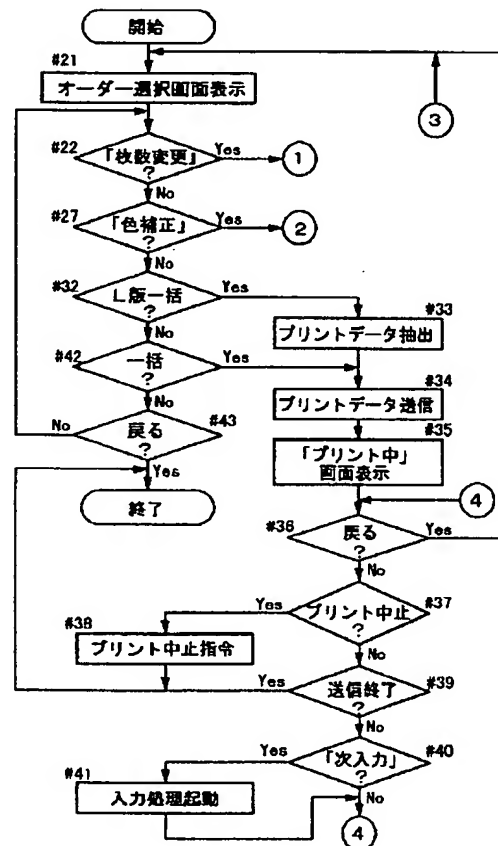 開始
#21
オーダー選択画面表示
③
#22
「枚数変更」
?
Yes
①
No
#27
「色補正」
?
Yes
②
No
#32
L版一括
?
Yes
#33
プリントデータ抽出
No
#42
一括
?
Yes
#34
プリントデータ送信
No
#43
戻る
?
No
Yes
#35
「プリント中」
画面表示
終了
④
#36
戻る
?
Yes
No
#37
プリント中止
?
Yes
#38
プリント中止指令
No
#39
送信終了
?
Yes
No
#40
「次入力」
?
Yes
#41
入力処理起動
No
④